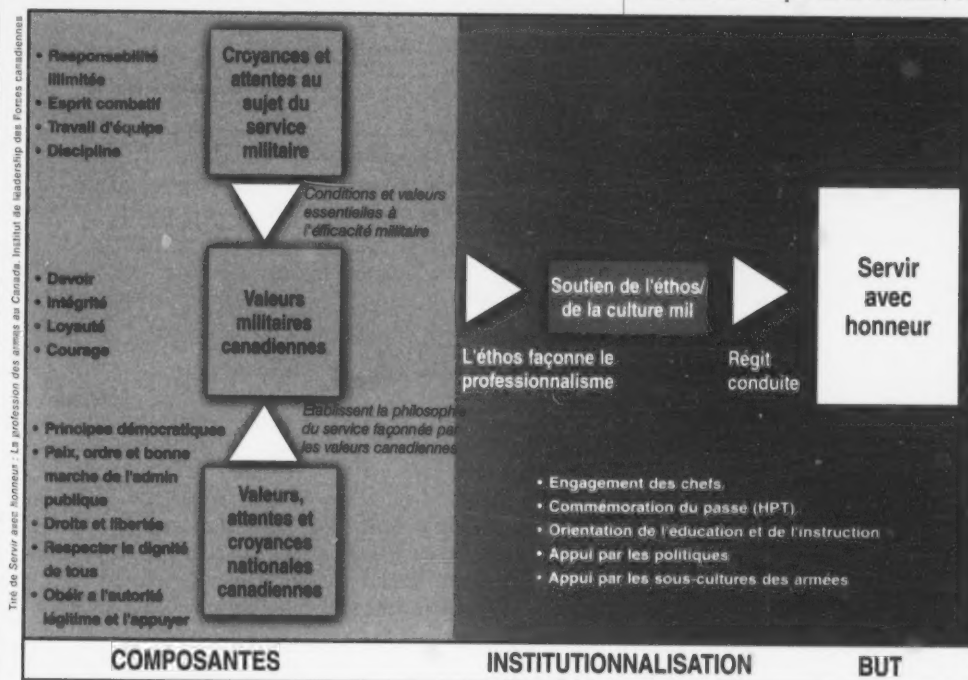 Tiré de Servir avec honneur : La profession des armes au Canada. Institut de leadership des Forces canadiennes
• Responsabilité
illimitée
• Esprit combatif
• Travail d'équipe
• Discipline
Croyances et
attentes au
sujet du
service
militaire
Conditions et valeurs
essentielles à
l'éfficacité militaire
• Devoir
• Intégrité
• Loyauté
• Courage
Valeurs
militaires
canadiennes
Établissent la philosophie
du service façonnée par
les valeurs canadiennes
• Principes démocratiques
• Paix, ordre et bonne
marche de l'admin
publique
• Droits et libertés
• Respecter la dignité
de tous
• Obéir a l'autorité
légitime et l'appuyer
Valeurs,
attentes et
croyances
nationales
canadiennes
L'éthos façonne le
professionnalisme
Soutien de l'éthos/
de la culture mil
Régit
conduite
Servir
avec
honneur
• Engagement des chefs
• Commémoration du passé (HPT)
• Orientation de l'éducation et de l'instruction
• Appui par les politiques
• Appui par les sous-cultures des armées
COMPOSANTES
INSTITUTIONNALISATION
BUT